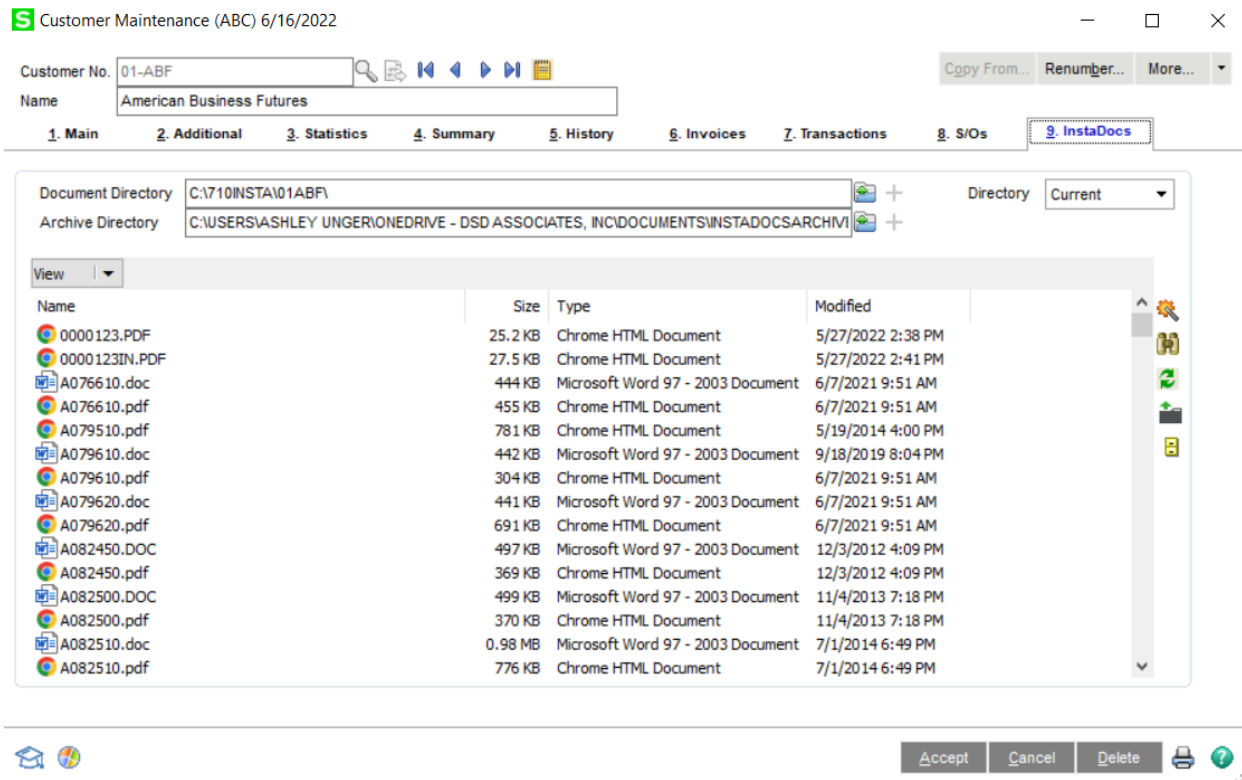 S Customer Maintenance (ABC) 6/16/2022
Customer No. 01-ABF Copy From... Renumber... More...
Name American Business Futures
1. Main 2. Additional 3. Statistics 4. Summary 5. History 6. Invoices 7. Transactions 8. S/Os 9. InstaDocs
Document Directory C:\710INSTA\01ABF\ Directory Current
Archive Directory C:\USERS\ASHLEY UNGER\ONEDRIVE - DSD ASSOCIATES, INC\DOCUMENTS\INSTADOCSARCHIVE
View
Name Size Type Modified
0000123.PDF 25.2 KB Chrome HTML Document 5/27/2022 2:38 PM
0000123IN.PDF 27.5 KB Chrome HTML Document 5/27/2022 2:41 PM
A076610.doc 444 KB Microsoft Word 97 - 2003 Document 6/7/2021 9:51 AM
A076610.pdf 455 KB Chrome HTML Document 6/7/2021 9:51 AM
A079510.pdf 781 KB Chrome HTML Document 5/19/2014 4:00 PM
A079610.doc 442 KB Microsoft Word 97 - 2003 Document 9/18/2019 8:04 PM
A079610.pdf 304 KB Chrome HTML Document 6/7/2021 9:51 AM
A079620.doc 441 KB Microsoft Word 97 - 2003 Document 6/7/2021 9:51 AM
A079620.pdf 691 KB Chrome HTML Document 6/7/2021 9:51 AM
A082450.DOC 497 KB Microsoft Word 97 - 2003 Document 12/3/2012 4:09 PM
A082450.pdf 369 KB Chrome HTML Document 12/3/2012 4:09 PM
A082500.DOC 499 KB Microsoft Word 97 - 2003 Document 11/4/2013 7:18 PM
A082500.pdf 370 KB Chrome HTML Document 11/4/2013 7:18 PM
A082510.doc 0.98 MB Microsoft Word 97 - 2003 Document 7/1/2014 6:49 PM
A082510.pdf 776 KB Chrome HTML Document 7/1/2014 6:49 PM
Accept Cancel Delete